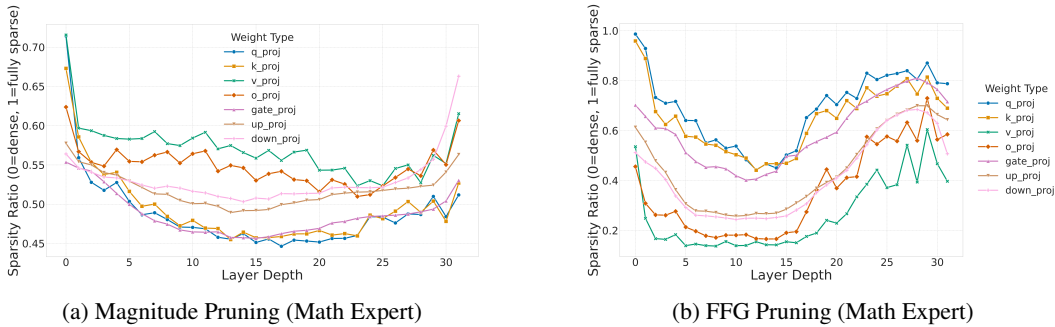 Sparsity Ratio (0=dense, 1=fully sparse)
0.70
0.65
0.60
0.55
0.50
0.45
0
5
10
15
20
25
30
Layer Depth
Weight Type
q_proj
k_proj
v_proj
o_proj
gate_proj
up_proj
down_proj
(a) Magnitude Pruning (Math Expert)
Sparsity Ratio (0=dense, 1=fully sparse)
1.0
0.8
0.6
0.4
0.2
0
5
10
15
20
25
30
Layer Depth
Weight Type
q_proj
k_proj
v_proj
o_proj
gate_proj
up_proj
down_proj
(b) FFG Pruning (Math Expert)